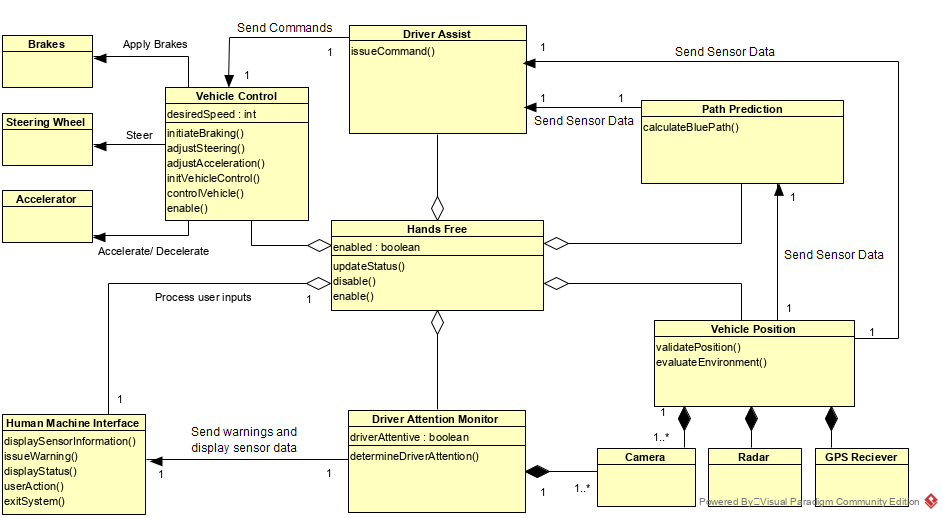 Send Commands
Driver Assist
issueCommand()
1
1
1
Send Sensor Data
Brakes
Apply Brakes
Vehicle Control
desiredSpeed : int
initiateBraking()
adjustSteering()
adjustAcceleration()
initVehicleControl()
controlVehicle()
enable()
Steering Wheel
Steer
Accelerator
Accelerate/ Decelerate
1
1
Send Sensor Data
Path Prediction
calculateBluePath()
1
Send Sensor Data
1
1
Hands Free
enabled : boolean
updateStatus()
disable()
enable()
Process user inputs
1
1
Vehicle Position
validatePosition()
evaluateEnvironment()
1
1..*
Human Machine Interface
displaySensorInformation()
issueWarning()
displayStatus()
userAction()
exitSystem()
Send warnings and
display sensor data
1
1
Driver Attention Monitor
driverAttentive : boolean
determineDriverAttention()
1
1..*
Camera
Radar
GPS Reciever
Powered By Visual Paradigm Community Edition